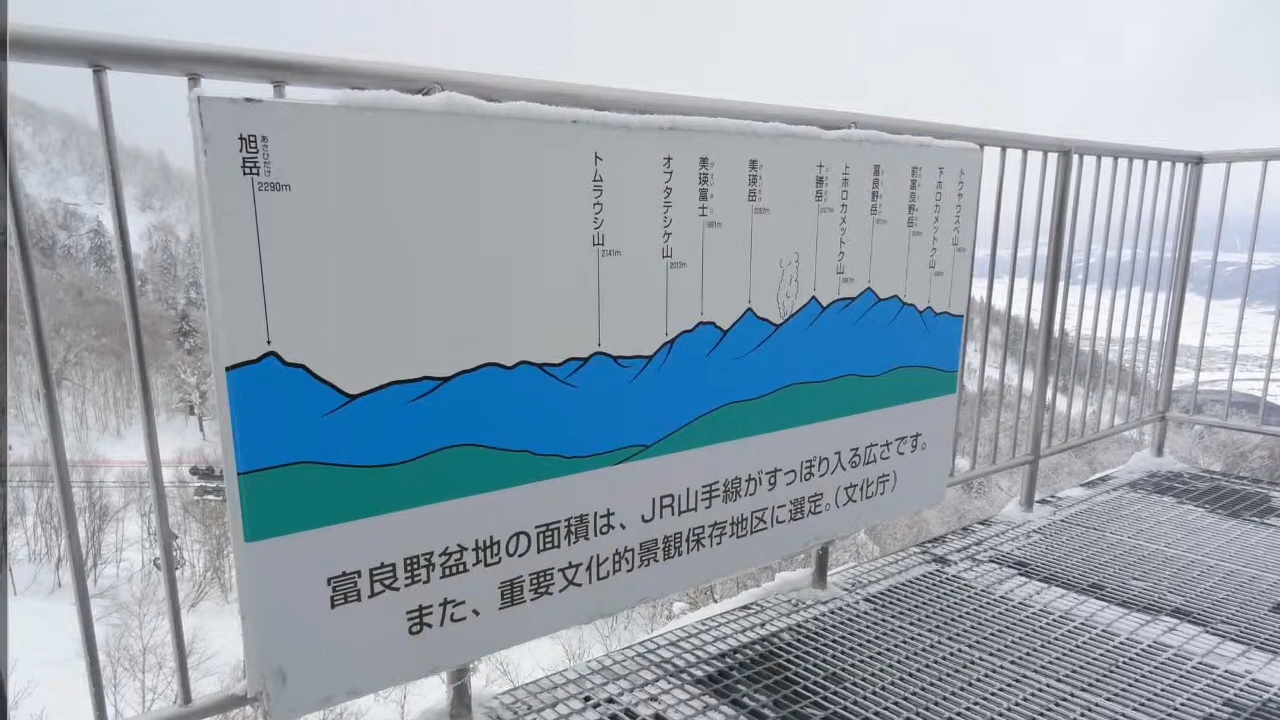 旭岳
あさひだけ
2290m
トムラウシ山
2141m
オプタテシケ山
2013m
美瑛富士
美瑛岳
十勝岳
上ホロカメットク山
富良野岳
前富良野岳
下ホロカメットク山
トウヤウスベ山
富良野盆地の面積は、JR山手線がすっぽり入る広さです。
また、重要文化的景観保存地区に選定。(文化庁)